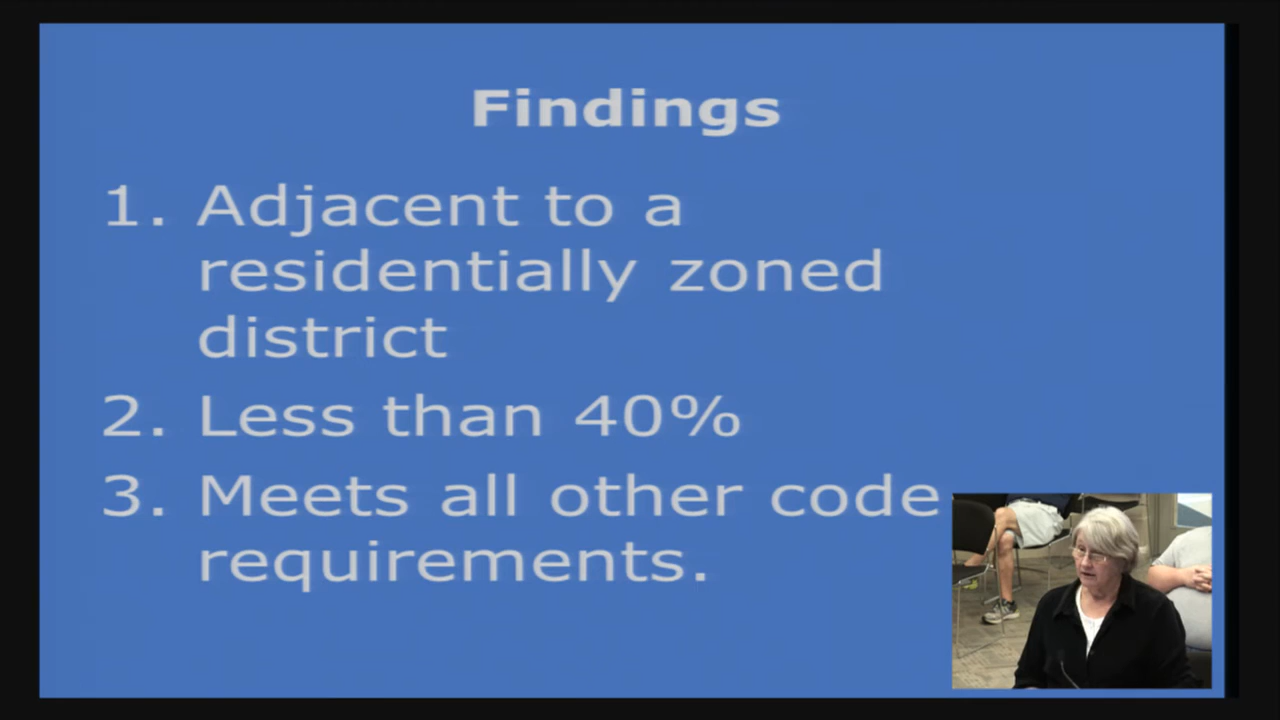 Findings
1. Adjacent to a
residentially zoned
district
2. Less than 40%
3. Meets all other code
requirements.